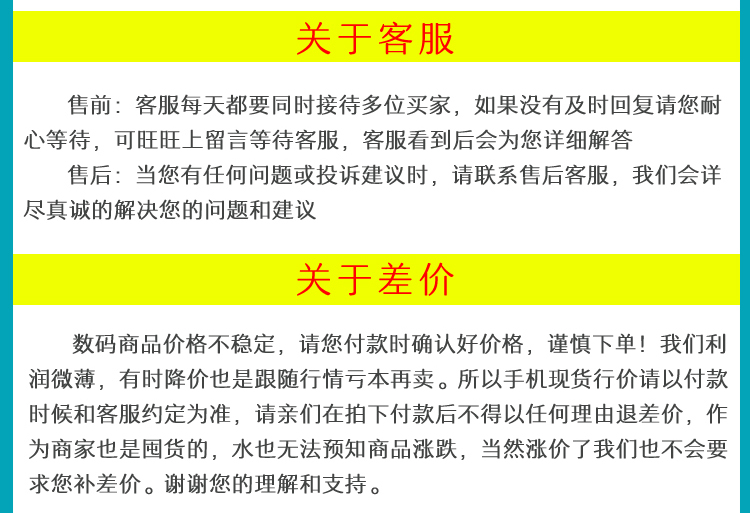 关于客服
售前：客服每天都要同时接待多位买家，如果没有及时回复请您耐
心等待，可旺旺上留言等待客服，客服看到后会为您详细解答
售后：当您有任何问题或投诉建议时，请联系售后客服，我们会详
尽真诚的解决您的问题和建议
关于差价
数码商品价格不稳定，请您付款时确认好价格，谨慎下单！我们利
润微薄，有时降价也是跟随行情亏本再卖。所以手机现货行价请以付款
时候和客服约定为准，请亲们在拍下付款后不得以任何理由退差价，作
为商家也是囤货的，水也无法预知商品涨跌，当然涨价了我们也不会要
求您补差价。谢谢您的理解和支持。